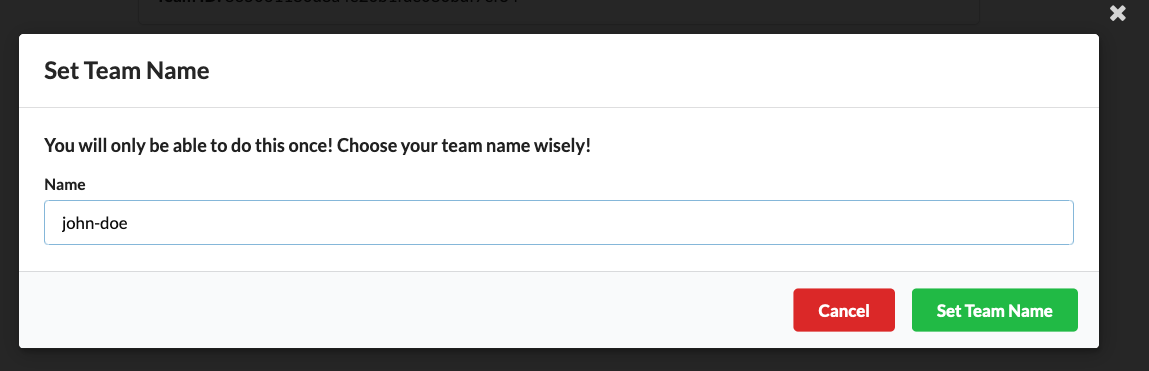 Set Team Name
You will only be able to do this once! Choose your team name wisely!
Name
john-doe
Cancel
Set Team Name